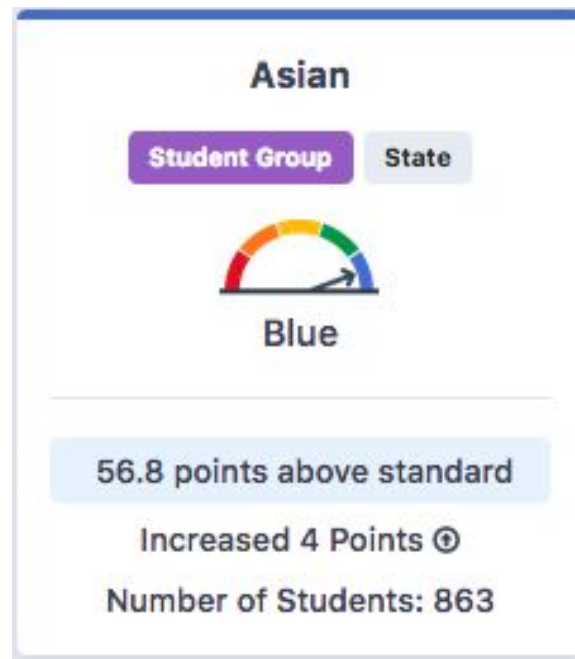 Asian
Student Group State
Blue
56.8 points above standard
Increased 4 Points
Number of Students: 863